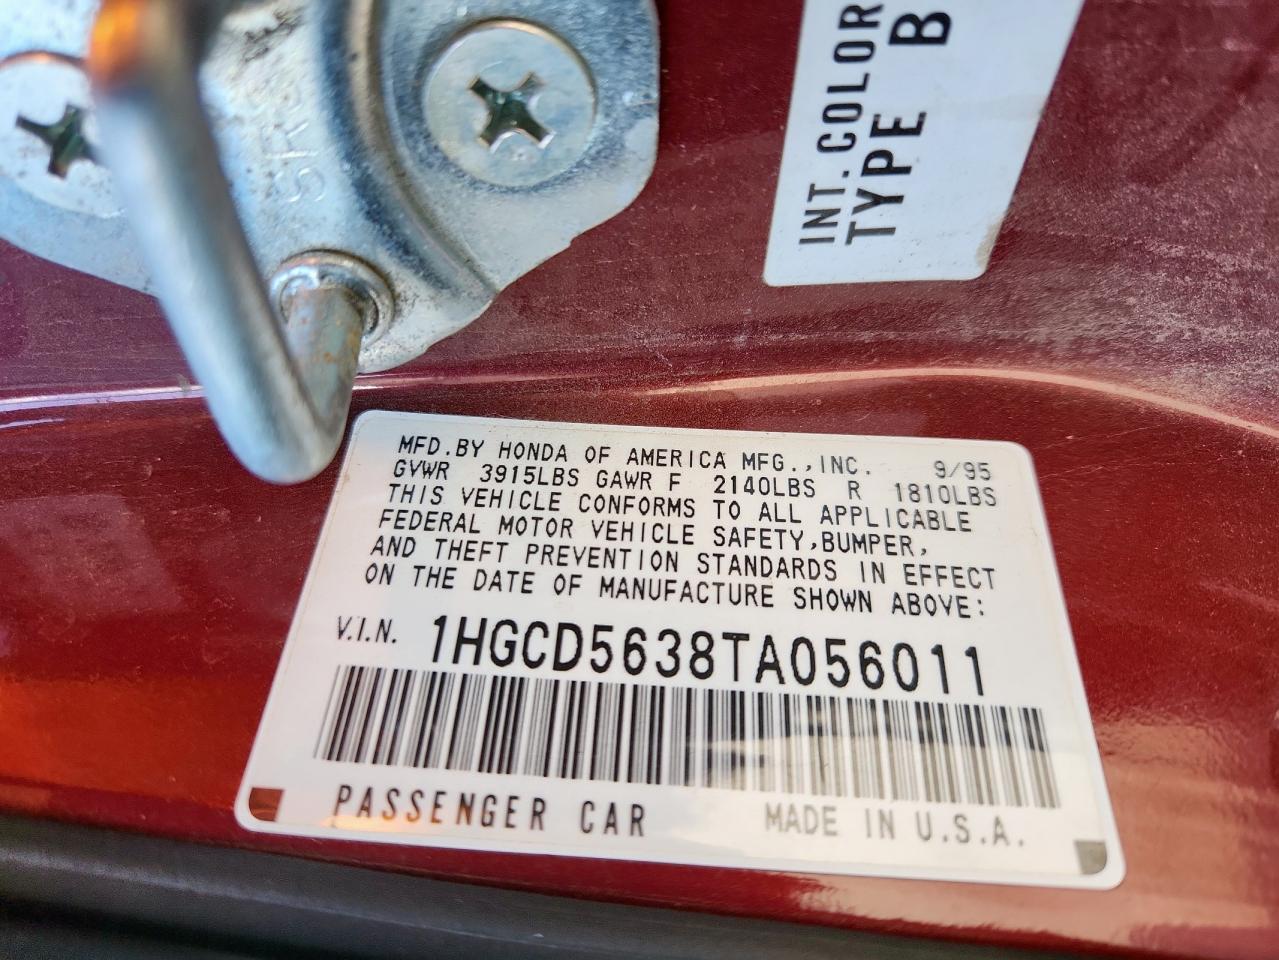 INT.COLOR
TYPE B
MFD.BY HONDA OF AMERICA MFG.,INC. 9/95
GVWR 3915LBS GAWR F 2140LBS R 1810LBS
THIS VEHICLE CONFORMS TO ALL APPLICABLE
FEDERAL MOTOR VEHICLE SAFETY,BUMPER,
AND THEFT PREVENTION STANDARDS IN EFFECT
ON THE DATE OF MANUFACTURE SHOWN ABOVE:
V.I.N. 1HGCD5638TA056011
PASSENGER CAR MADE IN U.S.A.